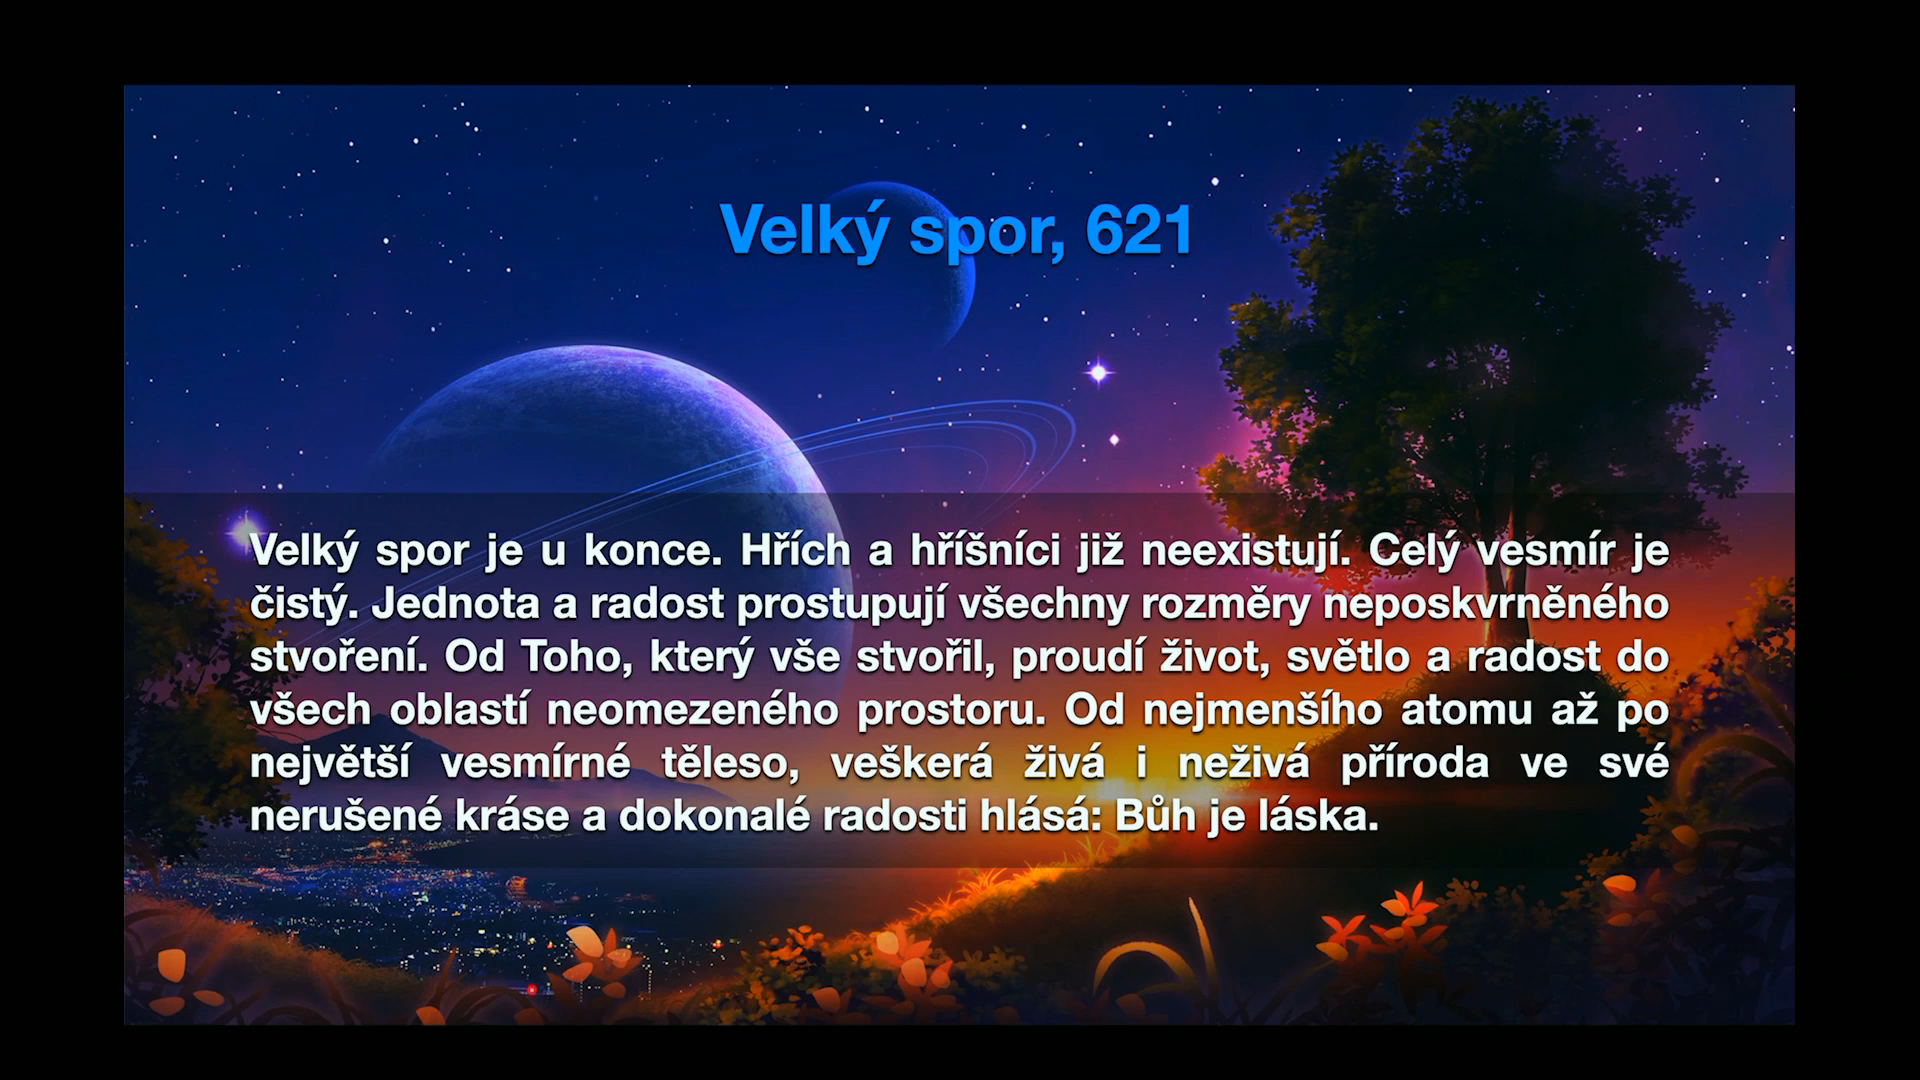 Velký spor, 621
Velký spor je u konce. Hřích a hříšníci již neexistují. Celý vesmír je
čistý. Jednota a radost prostupují všechny rozměry neposkvrněného
stvoření. Od Toho, který vše stvořil, proudí život, světlo a radost do
všech oblastí neomezeného prostoru. Od nejmenšího atomu až po
největší vesmírné těleso, veškerá živá i neživá příroda ve své
nerušené kráse a dokonalé radosti hlásá: Bůh je láska.